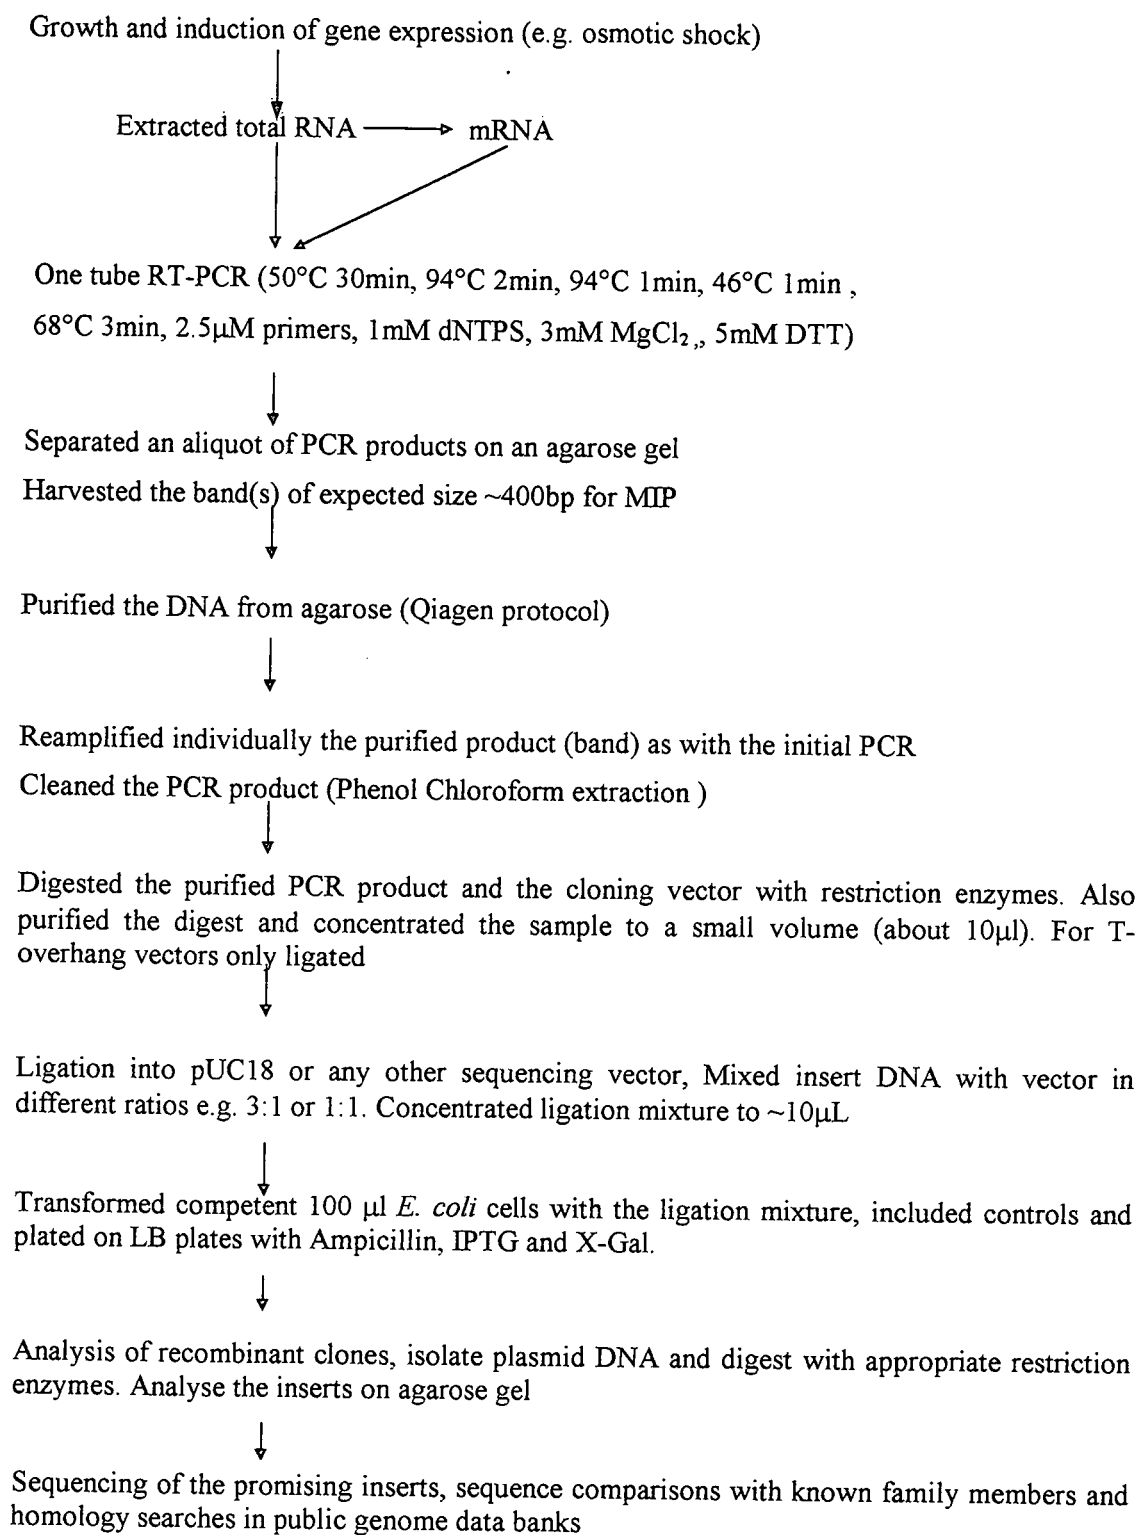 Growth and induction of gene expression (e.g. osmotic shock)
Extracted total RNA mRNA
One tube RT-PCR (50°C 30min, 94°C 2min, 94°C 1min, 46°C 1min ,
68°C 3min, 2.5µM primers, 1mM dNTPS, 3mM MgCl₂ ,, 5mM DTT)
Separated an aliquot of PCR products on an agarose gel
Harvested the band(s) of expected size ~400bp for MIP
Purified the DNA from agarose (Qiagen protocol)
Reamplified individually the purified product (band) as with the initial PCR
Cleaned the PCR product (Phenol Chloroform extraction )
Digested the purified PCR product and the cloning vector with restriction enzymes. Also
purified the digest and concentrated the sample to a small volume (about 10µl). For T-
overhang vectors only ligated
Ligation into pUC18 or any other sequencing vector, Mixed insert DNA with vector in
different ratios e.g. 3:1 or 1:1. Concentrated ligation mixture to ~10µL
Transformed competent 100 µl E. coli cells with the ligation mixture, included controls and
plated on LB plates with Ampicillin, IPTG and X-Gal.
Analysis of recombinant clones, isolate plasmid DNA and digest with appropriate restriction
enzymes. Analyse the inserts on agarose gel
Sequencing of the promising inserts, sequence comparisons with known family members and
homology searches in public genome data banks